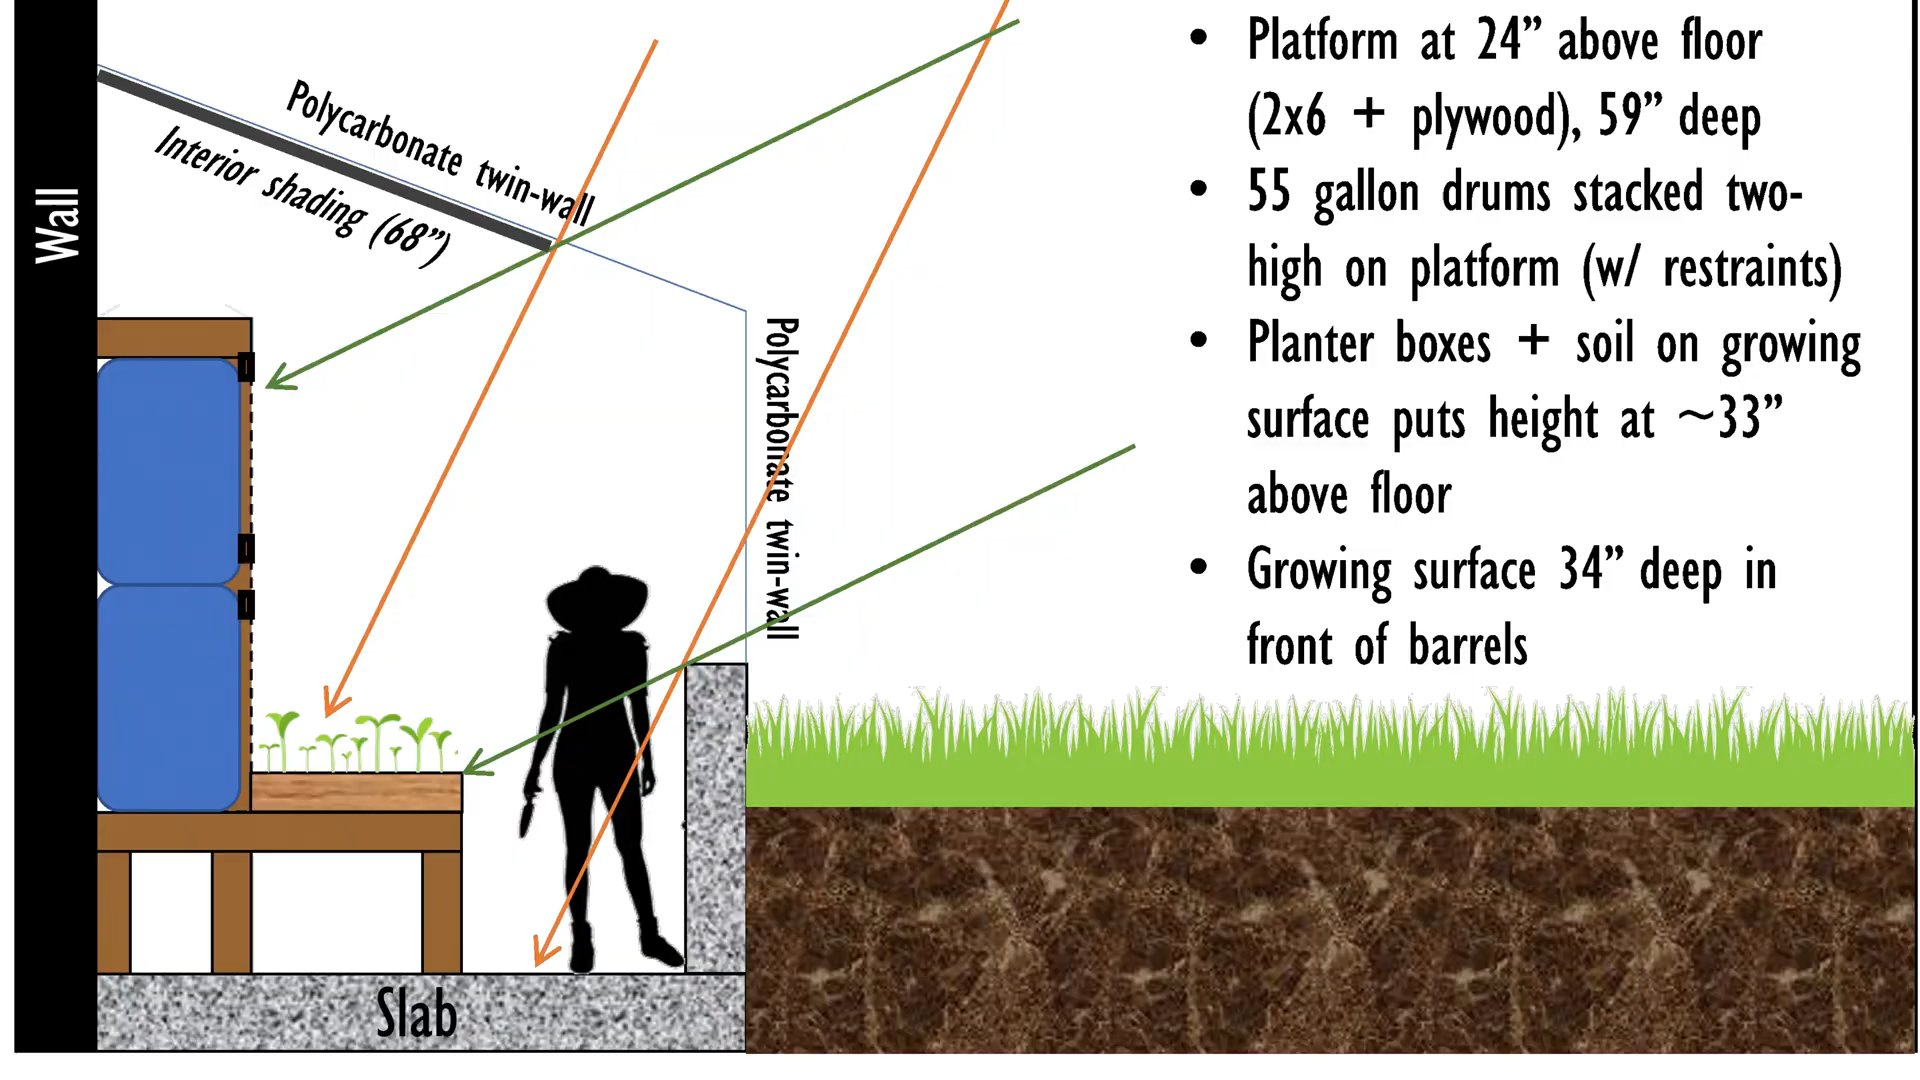 Wall
Polycarbonate twin-wall
Interior shading (68”)
Polycarbonate twin-wall
Slab
• Platform at 24” above floor
(2x6 + plywood), 59” deep
• 55 gallon drums stacked two-
high on platform (w/ restraints)
• Planter boxes + soil on growing
surface puts height at ~33”
above floor
• Growing surface 34” deep in
front of barrels